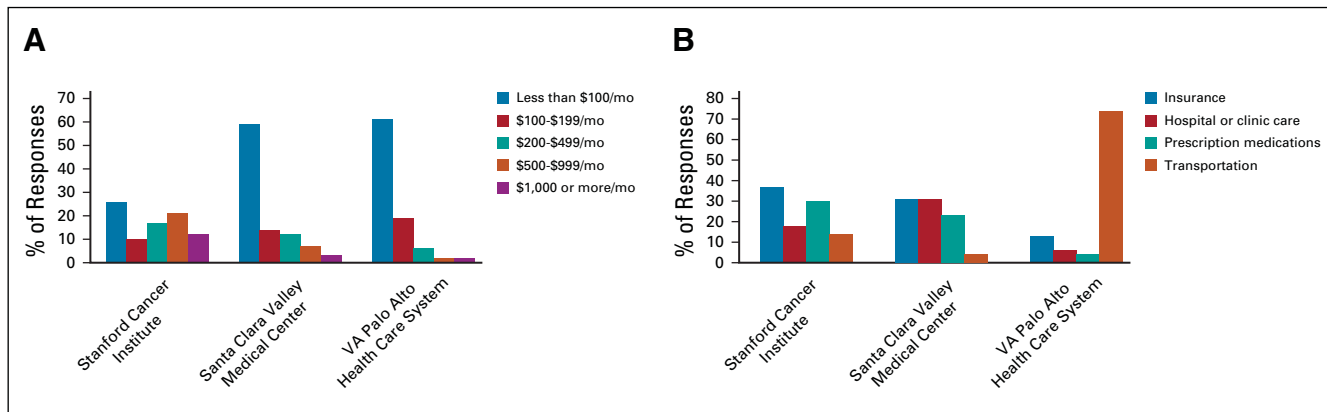 A
% of Responses
70
60
50
40
30
20
10
0
Stanford Cancer
Institute
Santa Clara Valley
Medical Center
VA Palo Alto
Health Care System
Less than $100/mo
$100-$199/mo
$200-$499/mo
$500-$999/mo
$1,000 or more/mo
B
% of Responses
80
70
60
50
40
30
20
10
0
Stanford Cancer
Institute
Santa Clara Valley
Medical Center
VA Palo Alto
Health Care System
Insurance
Hospital or clinic care
Prescription medications
Transportation